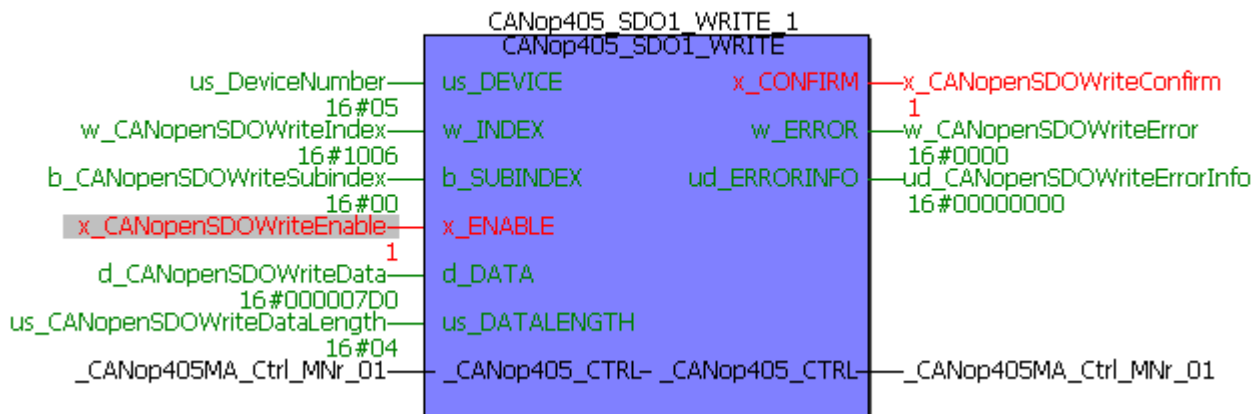 CANop405_SDO1_WRITE_1
CANop405_SDO1_WRITE
us_DeviceNumber us_DEVICE x_CONFIRM x_CANopenSDOWriteConfirm
16#05 1
w_CANopenSDOWriteIndex w_INDEX w_ERROR w_CANopenSDOWriteError
16#1006 16#0000
b_CANopenSDOWriteSubindex b_SUBINDEX ud_ERRORINFO ud_CANopenSDOWriteErrorInfo
16#00 16#00000000
x_CANopenSDOWriteEnable x_ENABLE
1
d_CANopenSDOWriteData d_DATA
16#000007D0
us_CANopenSDOWriteDataLength us_DATALENGTH
16#04
_CANop405MA_Ctrl_MNr_01 _CANop405_CTRL _CANop405_CTRL _CANop405MA_Ctrl_MNr_01